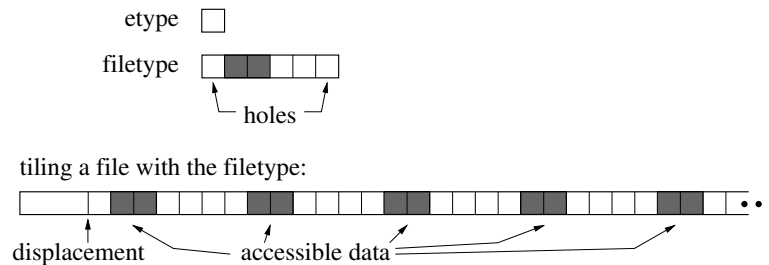 etype
filetype
holes
tiling a file with the filetype:
displacement
accessible data